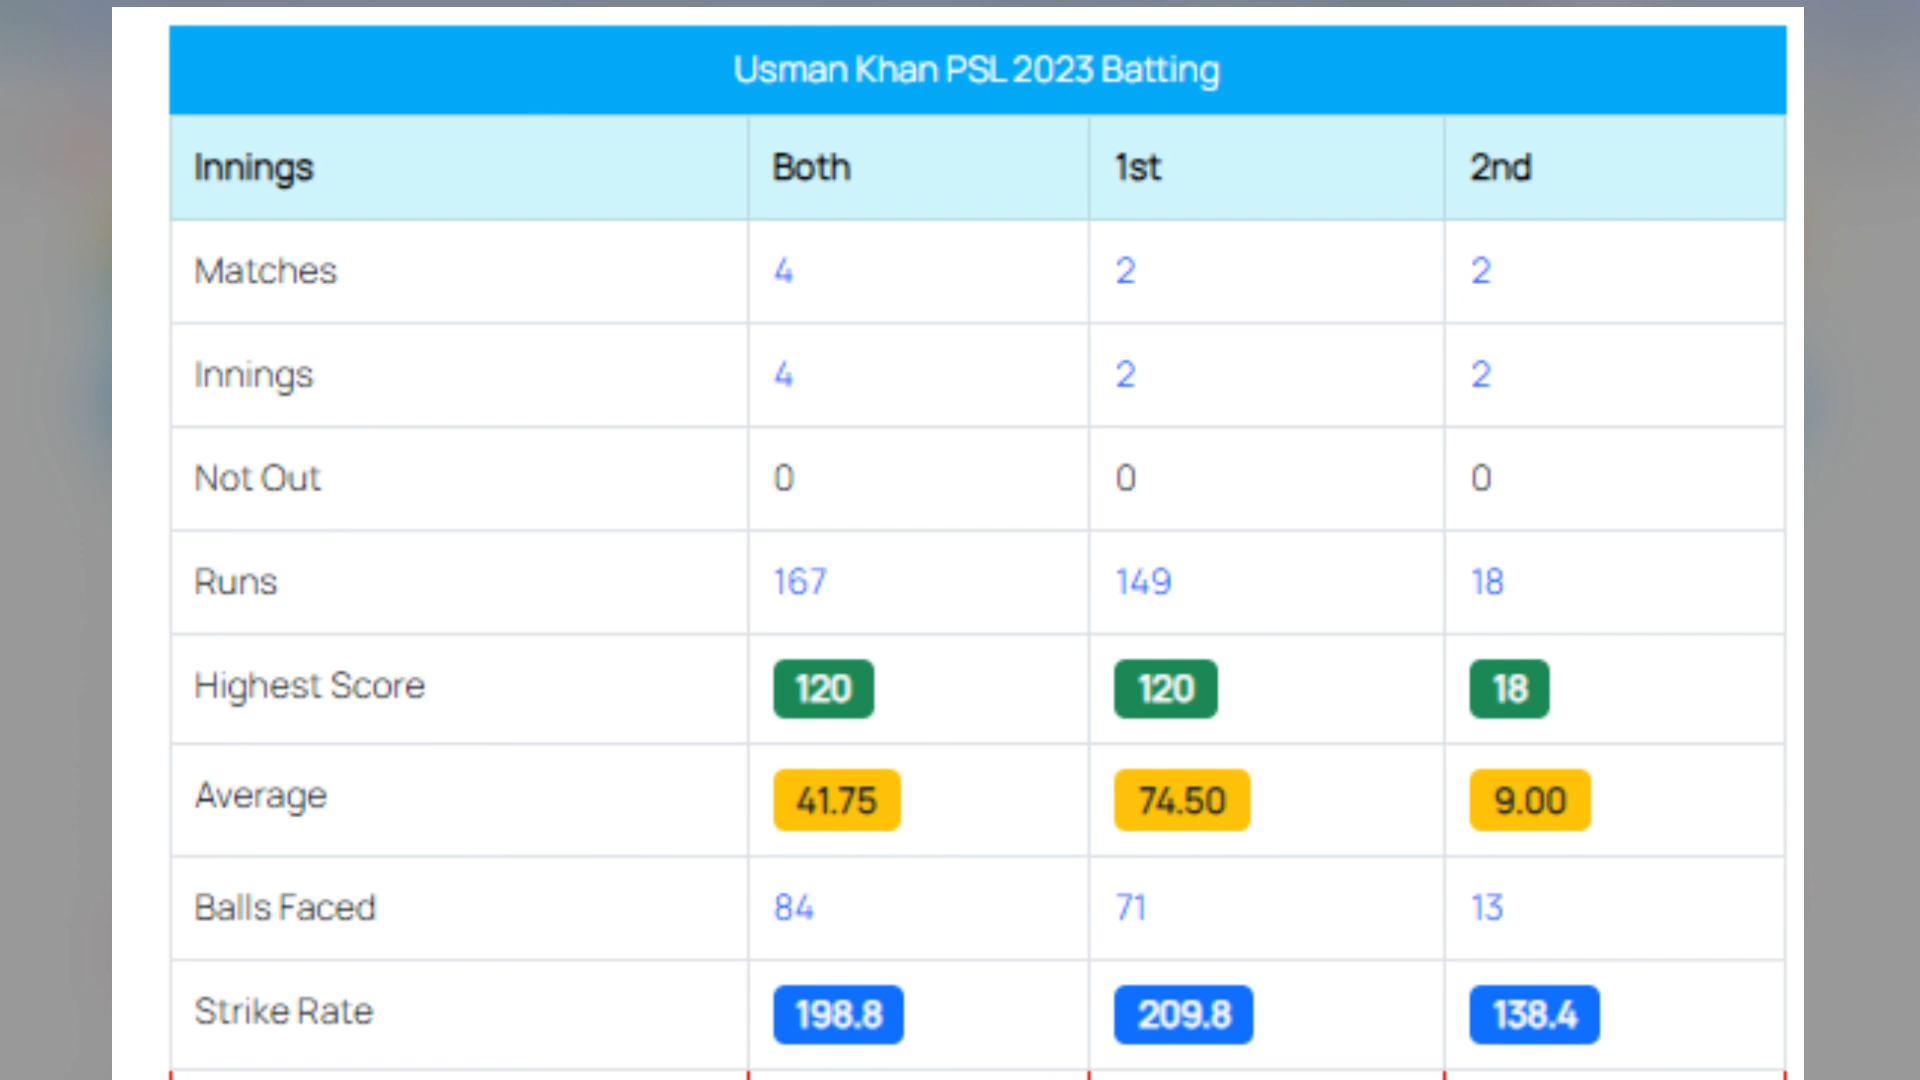 Usman Khan PSL 2023 Batting
Innings Both 1st 2nd
Matches 4 2 2
Innings 4 2 2
Not Out 0 0 0
Runs 167 149 18
Highest Score 120 120 18
Average 41.75 74.50 9.00
Balls Faced 84 71 13
Strike Rate 198.8 209.8 138.4